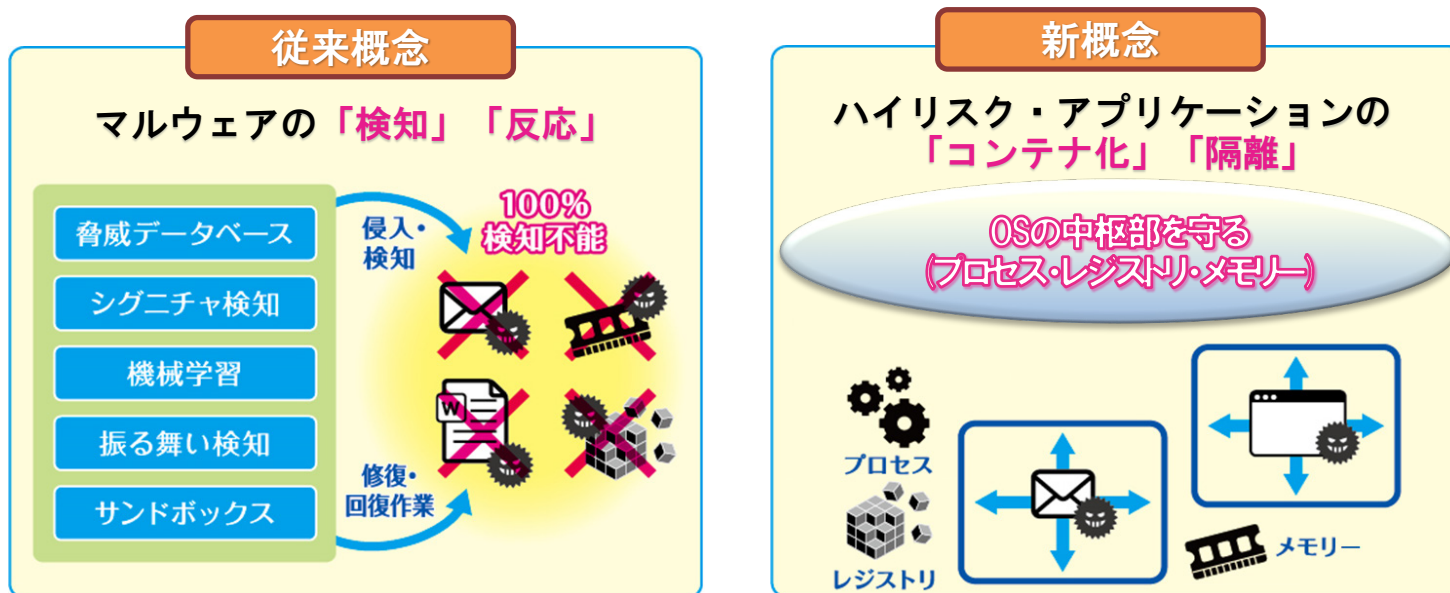 従来概念
マルウェアの「検知」「反応」
脅威データベース
シグニチャ検知
機械学習
振る舞い検知
サンドボックス
侵入・
検知
100%
検知不能
W
修復・
回復作業
新概念
ハイリスク・アプリケーションの
「コンテナ化」「隔離」
OSの中枢部を守る
(プロセス・レジストリ・メモリー)
プロセス
レジストリ
メモリー